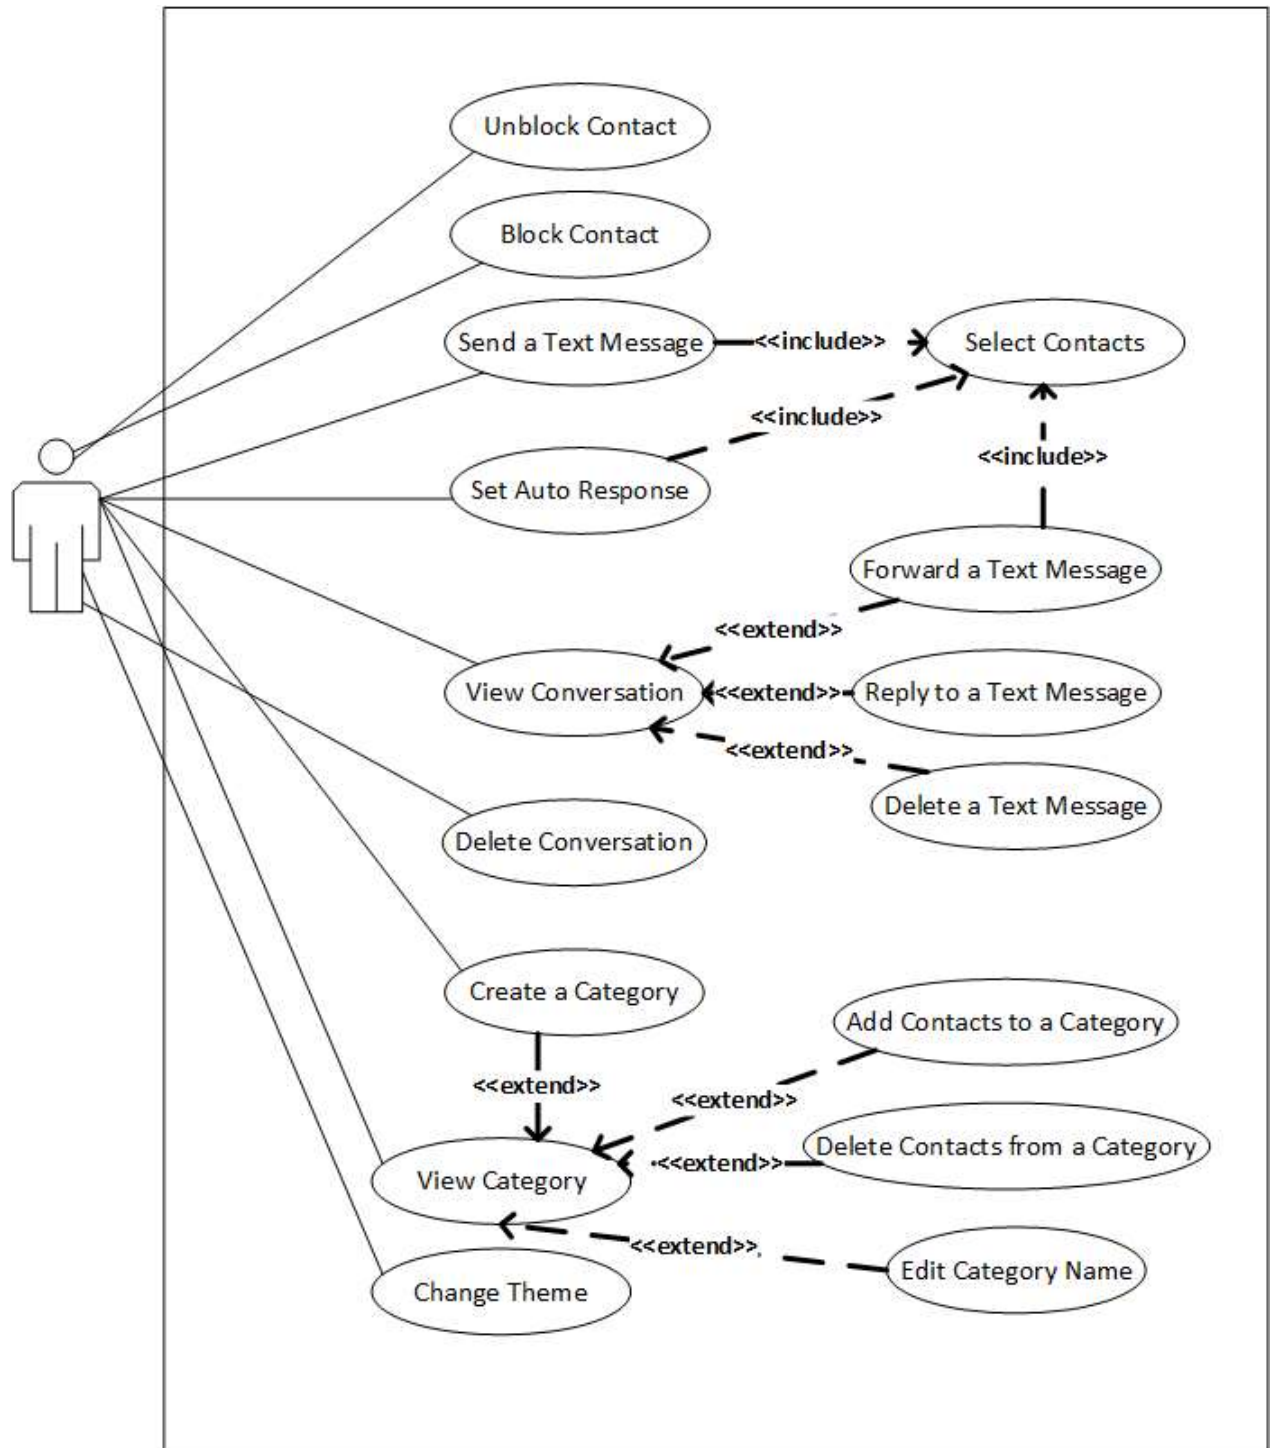 Unblock Contact
Block Contact
Send a Text Message
<<include>>
Select Contacts
<<include>>
<<include>>
Set Auto Response
Forward a Text Message
<<extend>>
View Conversation
<<extend>>
Reply to a Text Message
<<extend>>
Delete a Text Message
Delete Conversation
Create a Category
Add Contacts to a Category
<<extend>>
<<extend>>
Delete Contacts from a Category
<<extend>>
View Category
<<extend>>
Edit Category Name
Change Theme